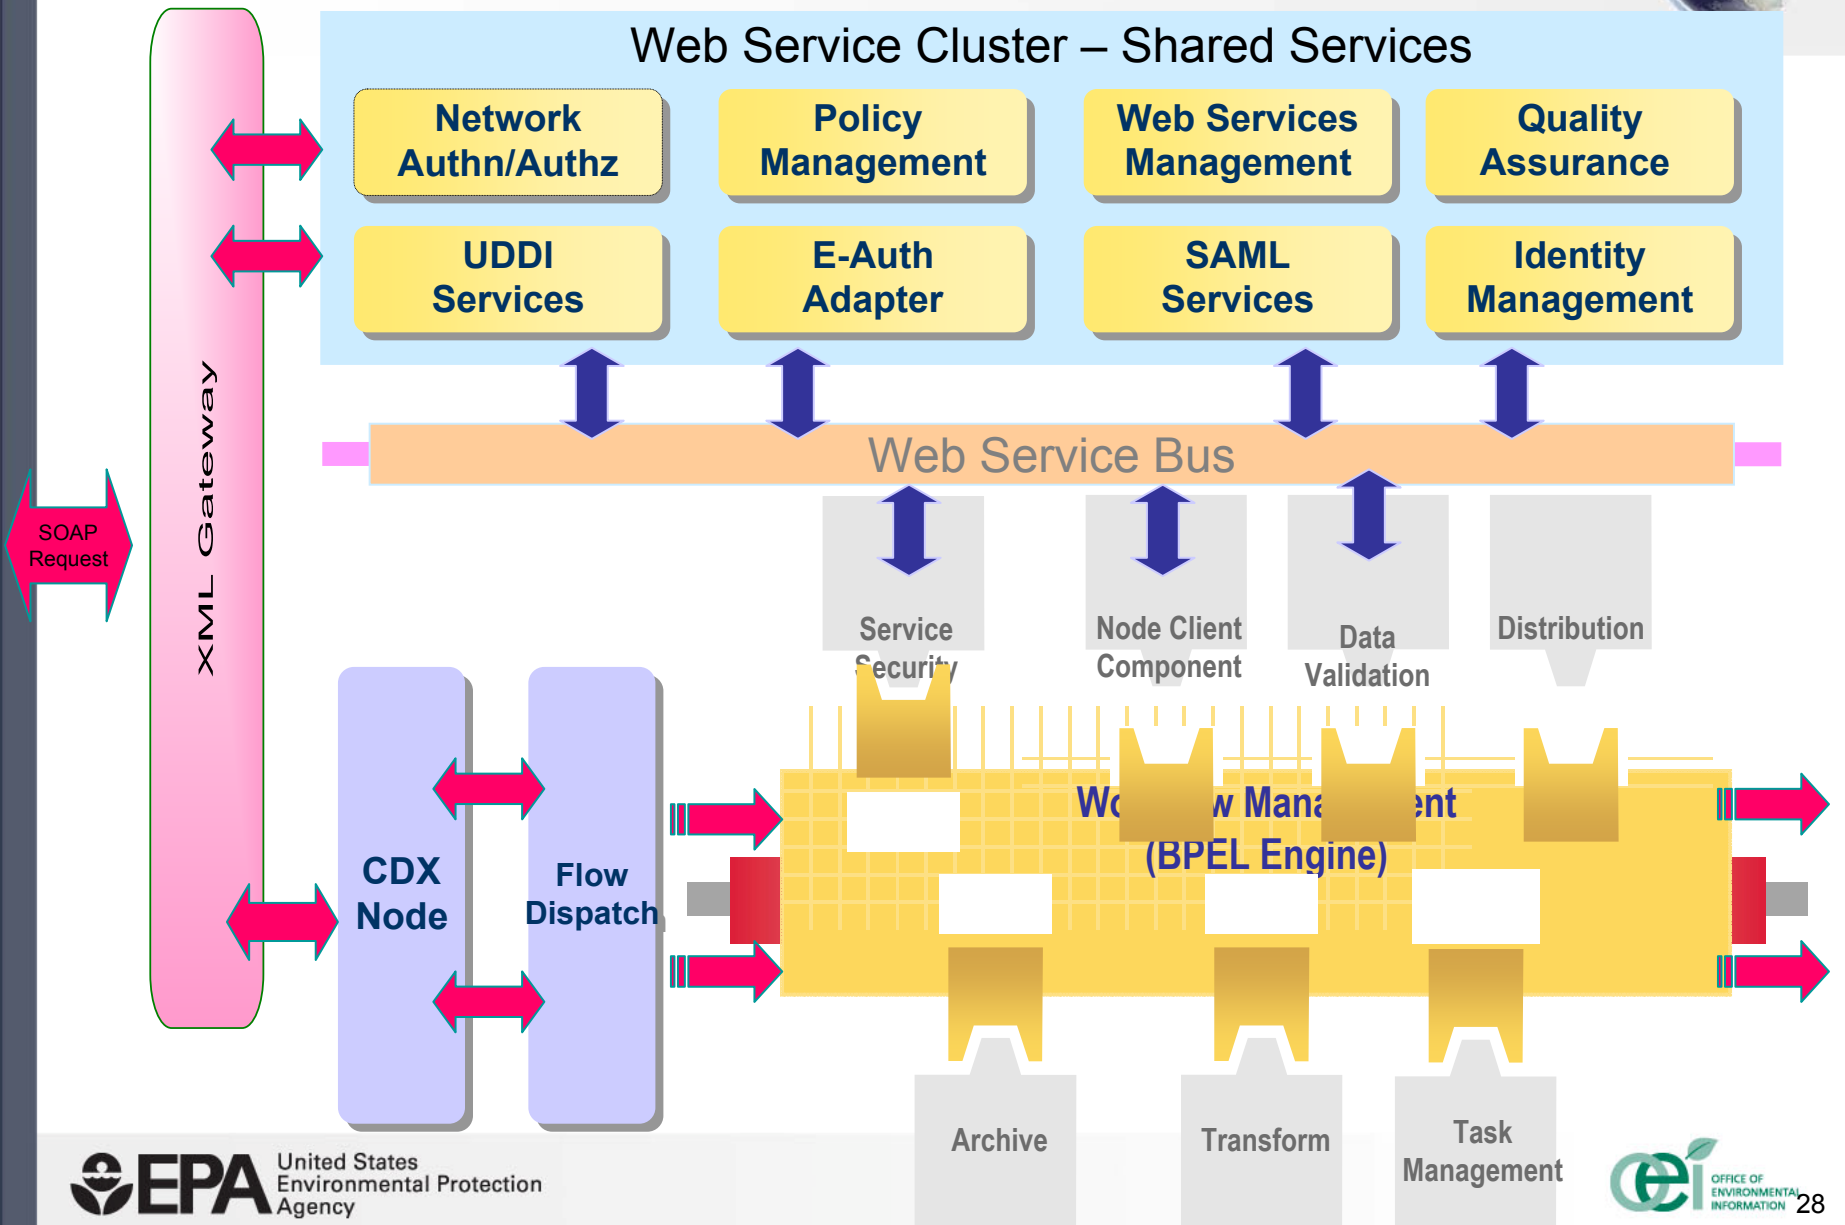 Web Service Cluster – Shared Services
Network
Authn/Authz
Policy
Management
Web Services
Management
Quality
Assurance
UDDI
Services
E-Auth
Adapter
SAML
Services
Identity
Management
XML Gateway
Web Service Bus
SOAP
Request
Service
Security
Node Client
Component
Data
Validation
Distribution
(BPEL Engine)
CDX
Node
Flow
Dispatch
Archive
Transform
Task
Management
EPA
United States
Environmental Protection
Agency
oei
OFFICE OF
ENVIRONMENTAL
INFORMATION
28